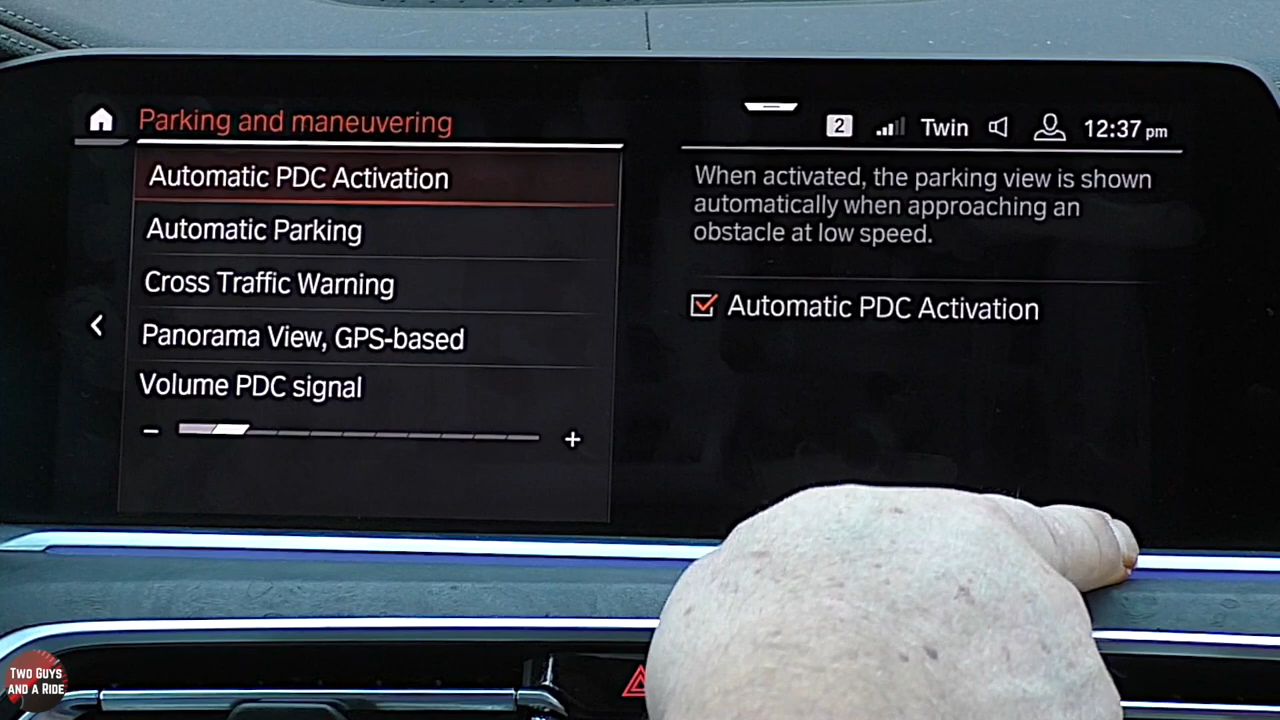 Parking and maneuvering
2 Twin 12:37 pm
Automatic PDC Activation
Automatic Parking
Cross Traffic Warning
Panorama View, GPS-based
Volume PDC signal
- +
When activated, the parking view is shown
automatically when approaching an
obstacle at low speed.
Automatic PDC Activation
TWO GUYS
AND A RIDE